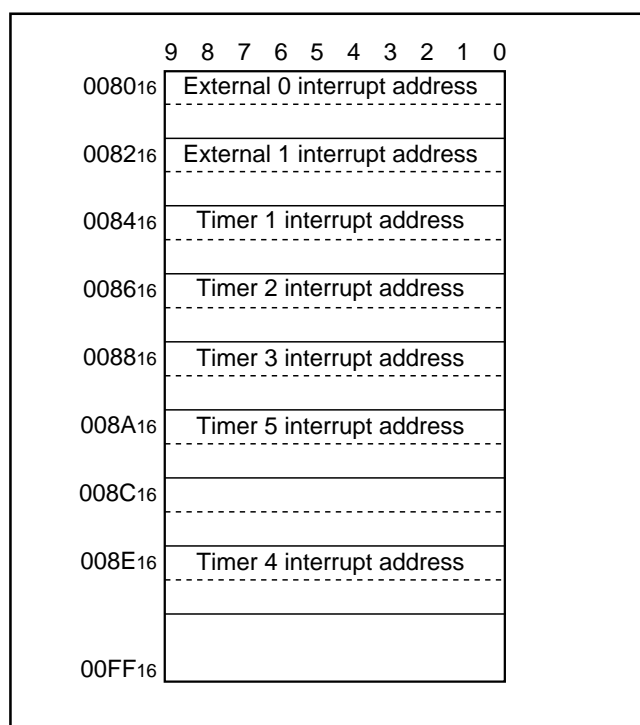 9 8 7 6 5 4 3 2 1 0
008016 External 0 interrupt address
008216 External 1 interrupt address
008416 Timer 1 interrupt address
008616 Timer 2 interrupt address
008816 Timer 3 interrupt address
008A16 Timer 5 interrupt address
008C16
008E16 Timer 4 interrupt address
00FF16